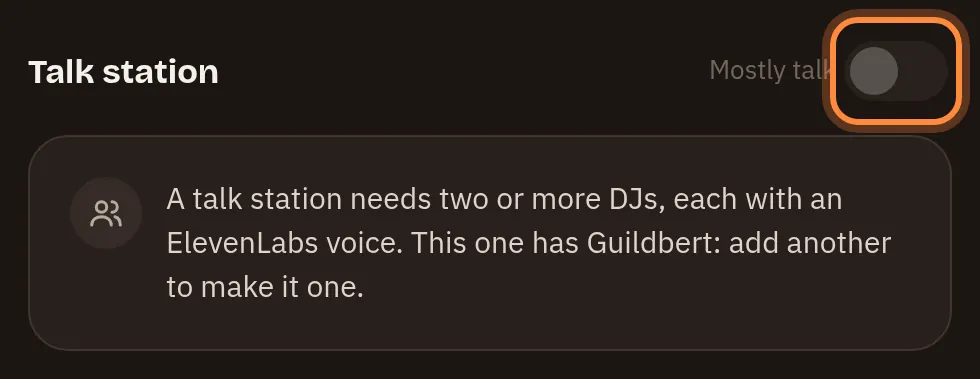 Talk station
Mostly talk
A talk station needs two or more DJs, each with an
ElevenLabs voice. This one has Guildbert: add another
to make it one.